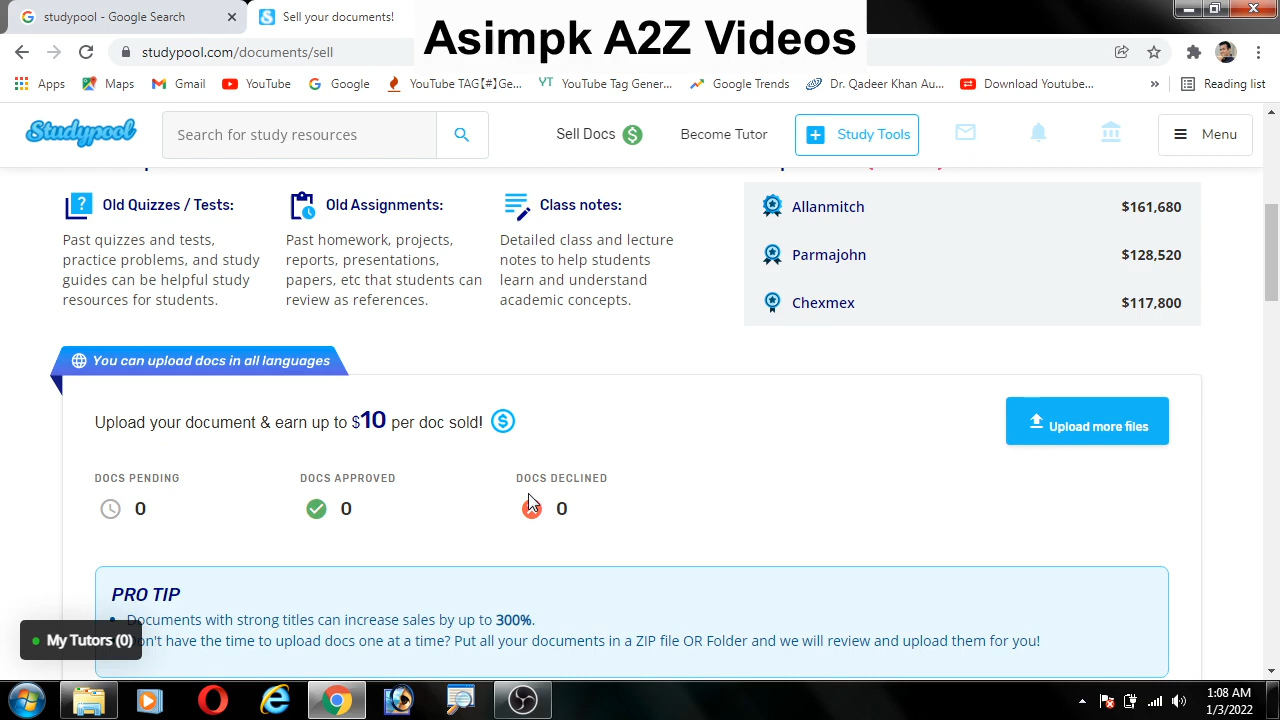 studypool - Google Search
Sell your documents!
Asimpk A2Z Videos
studypool.com/documents/sell
Apps
Maps
Gmail
YouTube
Google
YouTube TAG【#】Ge...
YT YouTube Tag Gener...
Google Trends
Dr. Qadeer Khan Au...
Download Youtube...
»
Reading list
Studypool
Search for study resources
Sell Docs $
Become Tutor
Study Tools
Menu
Old Quizzes / Tests:
Past quizzes and tests,
practice problems, and study
guides can be helpful study
resources for students.
Old Assignments:
Past homework, projects,
reports, presentations,
papers, etc that students can
review as references.
Class notes:
Detailed class and lecture
notes to help students
learn and understand
academic concepts.
Allanmitch $161,680
Parmajohn $128,520
Chexmex $117,800
You can upload docs in all languages
Upload your document & earn up to $10 per doc sold!
Upload more files
DOCS PENDING
0
DOCS APPROVED
0
DOCS DECLINED
0
PRO TIP
Documents with strong titles can increase sales by up to 300%.
on't have the time to upload docs one at a time? Put all your documents in a ZIP file OR Folder and we will review and upload them for you!
My Tutors (0)
1:08 AM
1/3/2022